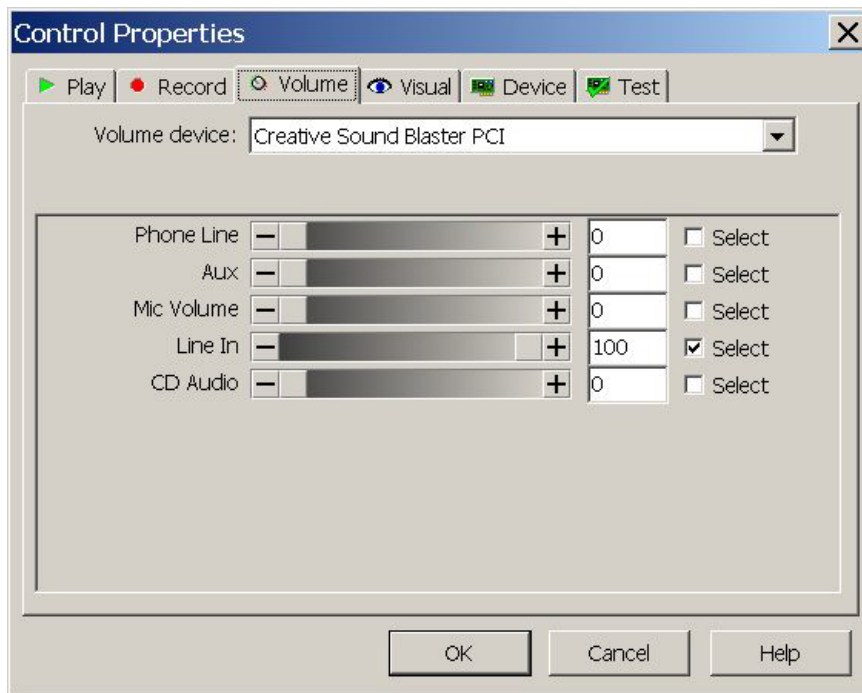 Control Properties
Play Record Volume Visual Device Test
Volume device: Creative Sound Blaster PCI
Phone Line 0 Select
Aux 0 Select
Mic Volume 0 Select
Line In 100 Select
CD Audio 0 Select
OK Cancel Help